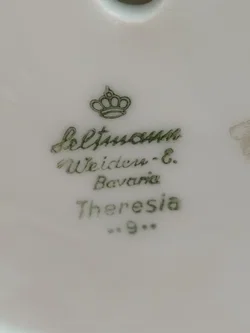 Seltmann
Weiden-E.
Bavaria
Theresia
--9--